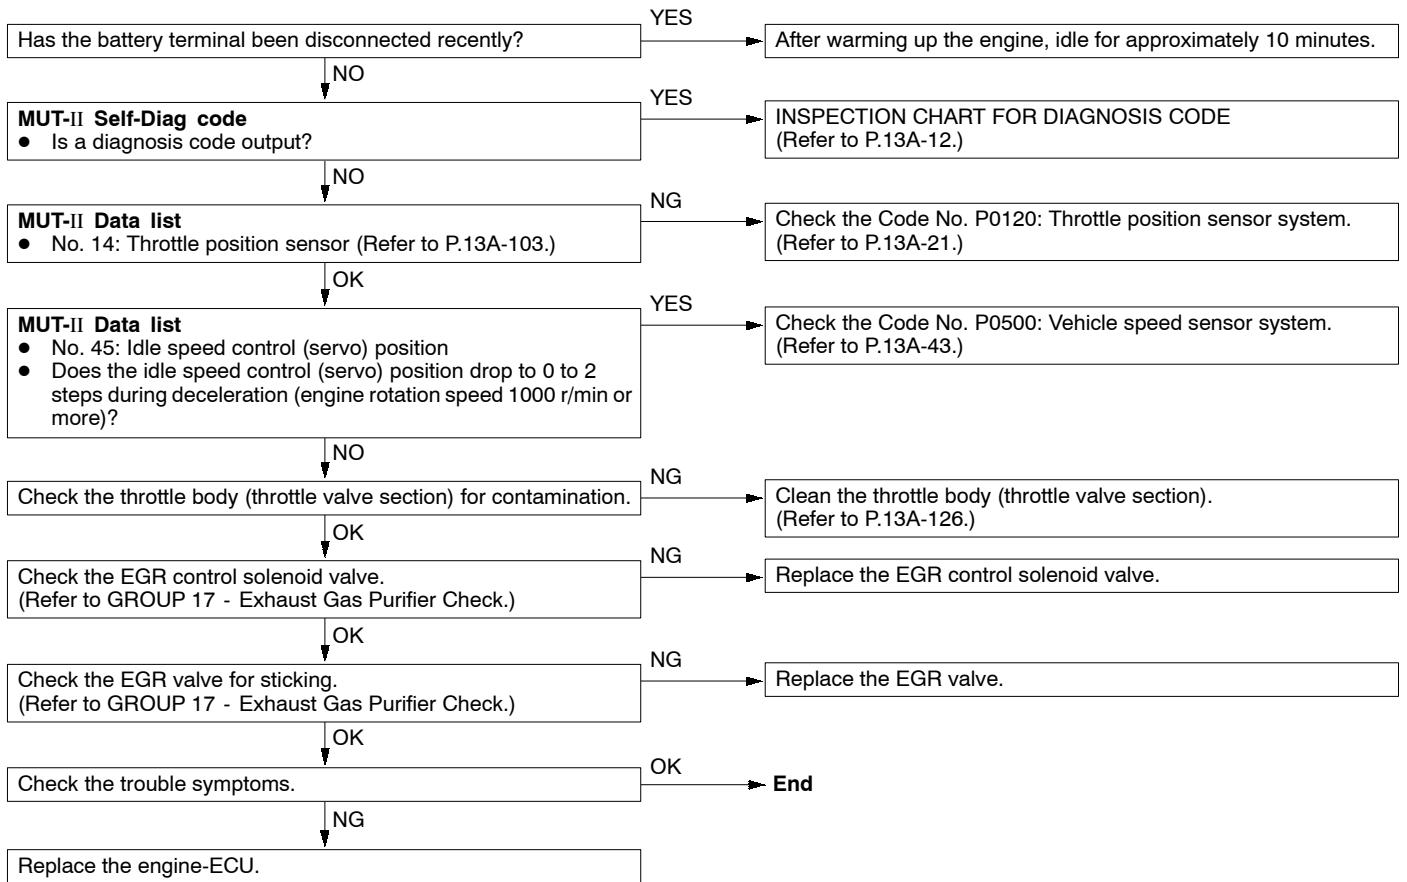 Has the battery terminal been disconnected recently?
YES
After warming up the engine, idle for approximately 10 minutes.
NO
MUT-II Self-Diag code
● Is a diagnosis code output?
YES
INSPECTION CHART FOR DIAGNOSIS CODE
(Refer to P.13A-12.)
NO
MUT-II Data list
● No. 14: Throttle position sensor (Refer to P.13A-103.)
NG
Check the Code No. P0120: Throttle position sensor system.
(Refer to P.13A-21.)
OK
MUT-II Data list
● No. 45: Idle speed control (servo) position
● Does the idle speed control (servo) position drop to 0 to 2
steps during deceleration (engine rotation speed 1000 r/min or
more)?
YES
Check the Code No. P0500: Vehicle speed sensor system.
(Refer to P.13A-43.)
NO
Check the throttle body (throttle valve section) for contamination.
NG
Clean the throttle body (throttle valve section).
(Refer to P.13A-126.)
OK
Check the EGR control solenoid valve.
(Refer to GROUP 17 - Exhaust Gas Purifier Check.)
NG
Replace the EGR control solenoid valve.
OK
Check the EGR valve for sticking.
(Refer to GROUP 17 - Exhaust Gas Purifier Check.)
NG
Replace the EGR valve.
OK
Check the trouble symptoms.
OK
End
NG
Replace the engine-ECU.